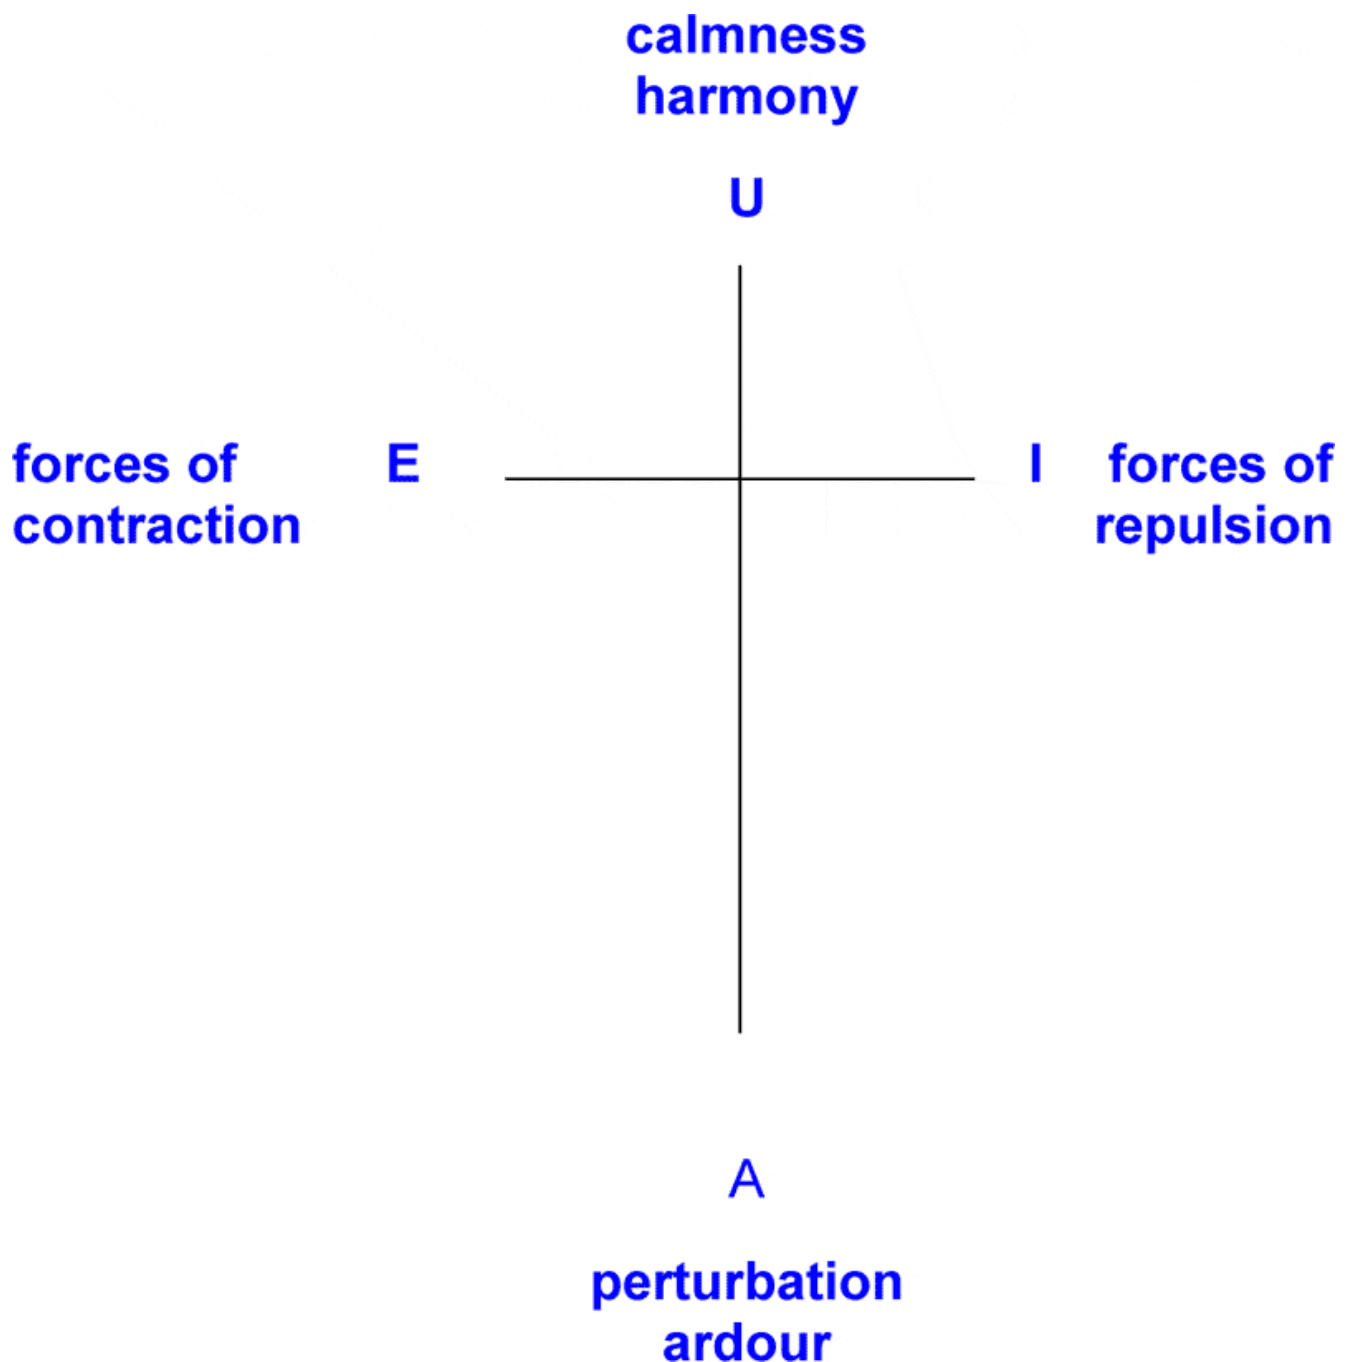 calmness
harmony
U
forces of
contraction
E
I
forces of
repulsion
A
perturbation
ardour